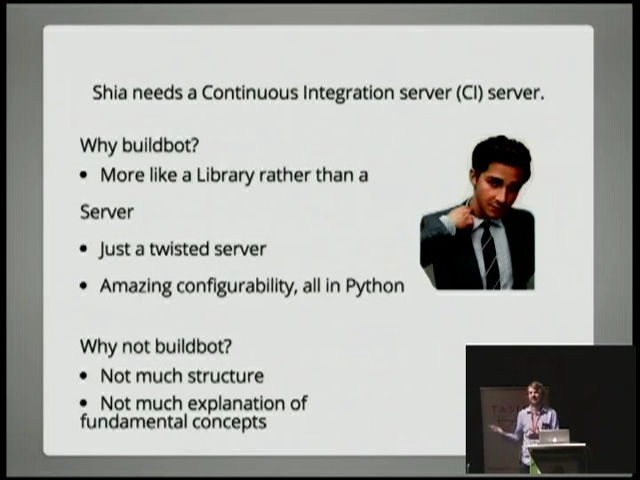 Shia needs a Continuous Integration server (CI) server.
Why buildbot?
• More like a Library rather than a
Server
• Just a twisted server
• Amazing configurability, all in Python
Why not buildbot?
• Not much structure
• Not much explanation of
fundamental concepts